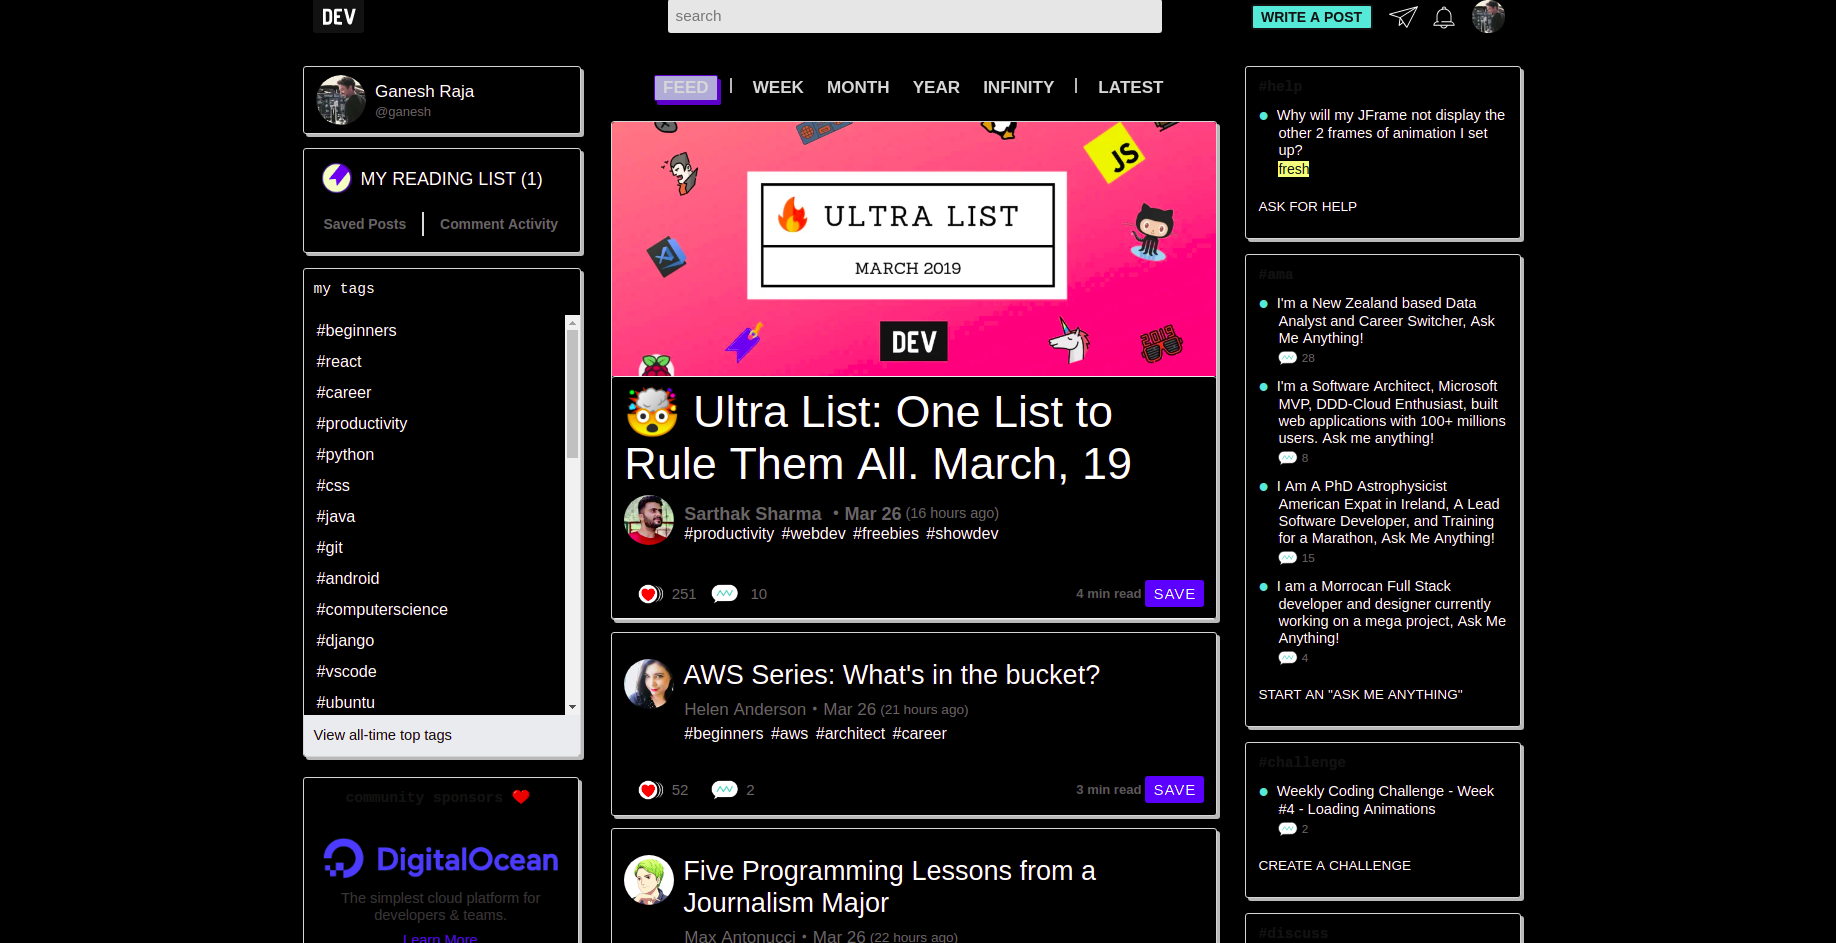 DEV
search
WRITE A POST
Ganesh Raja
@ganesh
MY READING LIST (1)
Saved Posts
Comment Activity
my tags
#beginners
#react
#career
#productivity
#python
#css
#java
#git
#android
#computerscience
#django
#vscode
#ubuntu
View all-time top tags
community sponsors
DigitalOcean
The simplest cloud platform for
developers & teams.
Learn More
FEED | WEEK MONTH YEAR INFINITY | LATEST
JS
ULTRA LIST
MARCH 2019
DEV
2019
🤯 Ultra List: One List to
Rule Them All. March, 19
Sarthak Sharma • Mar 26 (16 hours ago)
#productivity #webdev #freebies #showdev
251 10 4 min read SAVE
AWS Series: What's in the bucket?
Helen Anderson • Mar 26 (21 hours ago)
#beginners #aws #architect #career
52 2 3 min read SAVE
Five Programming Lessons from a
Journalism Major
Max Antonucci • Mar 26 (22 hours ago)
#help
Why will my JFrame not display the
other 2 frames of animation I set
up?
fresh
ASK FOR HELP
#ama
I'm a New Zealand based Data
Analyst and Career Switcher, Ask
Me Anything!
28
I'm a Software Architect, Microsoft
MVP, DDD-Cloud Enthusiast, built
web applications with 100+ millions
users. Ask me anything!
8
I Am A PhD Astrophysicist
American Expat in Ireland, A Lead
Software Developer, and Training
for a Marathon, Ask Me Anything!
15
I am a Morrocan Full Stack
developer and designer currently
working on a mega project, Ask Me
Anything!
4
START AN "ASK ME ANYTHING"
#challenge
Weekly Coding Challenge - Week
#4 - Loading Animations
2
CREATE A CHALLENGE
#discuss